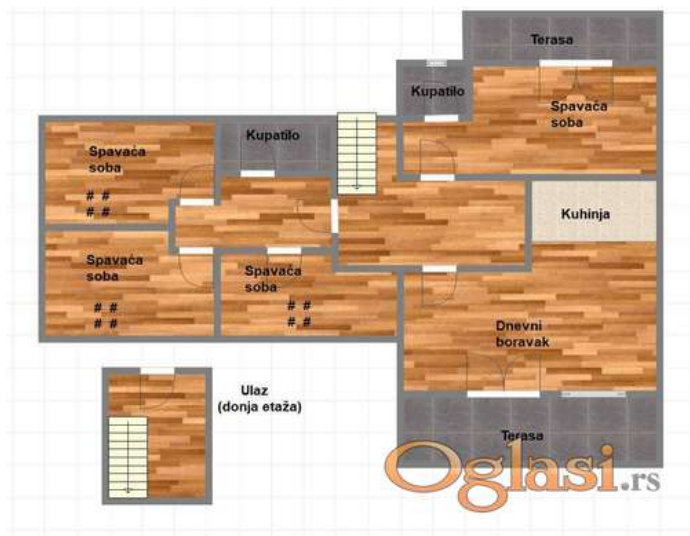 Terasa
Kupatilo
Spavaća
soba
Kupatilo
Spavaća
soba
# #
# #
Kuhinja
Spavaća
soba
# #
# #
Spavaća
soba
# #
# #
Dnevni
boravak
Ulaz
(donja etaža)
Terasa
Oglasi.rs